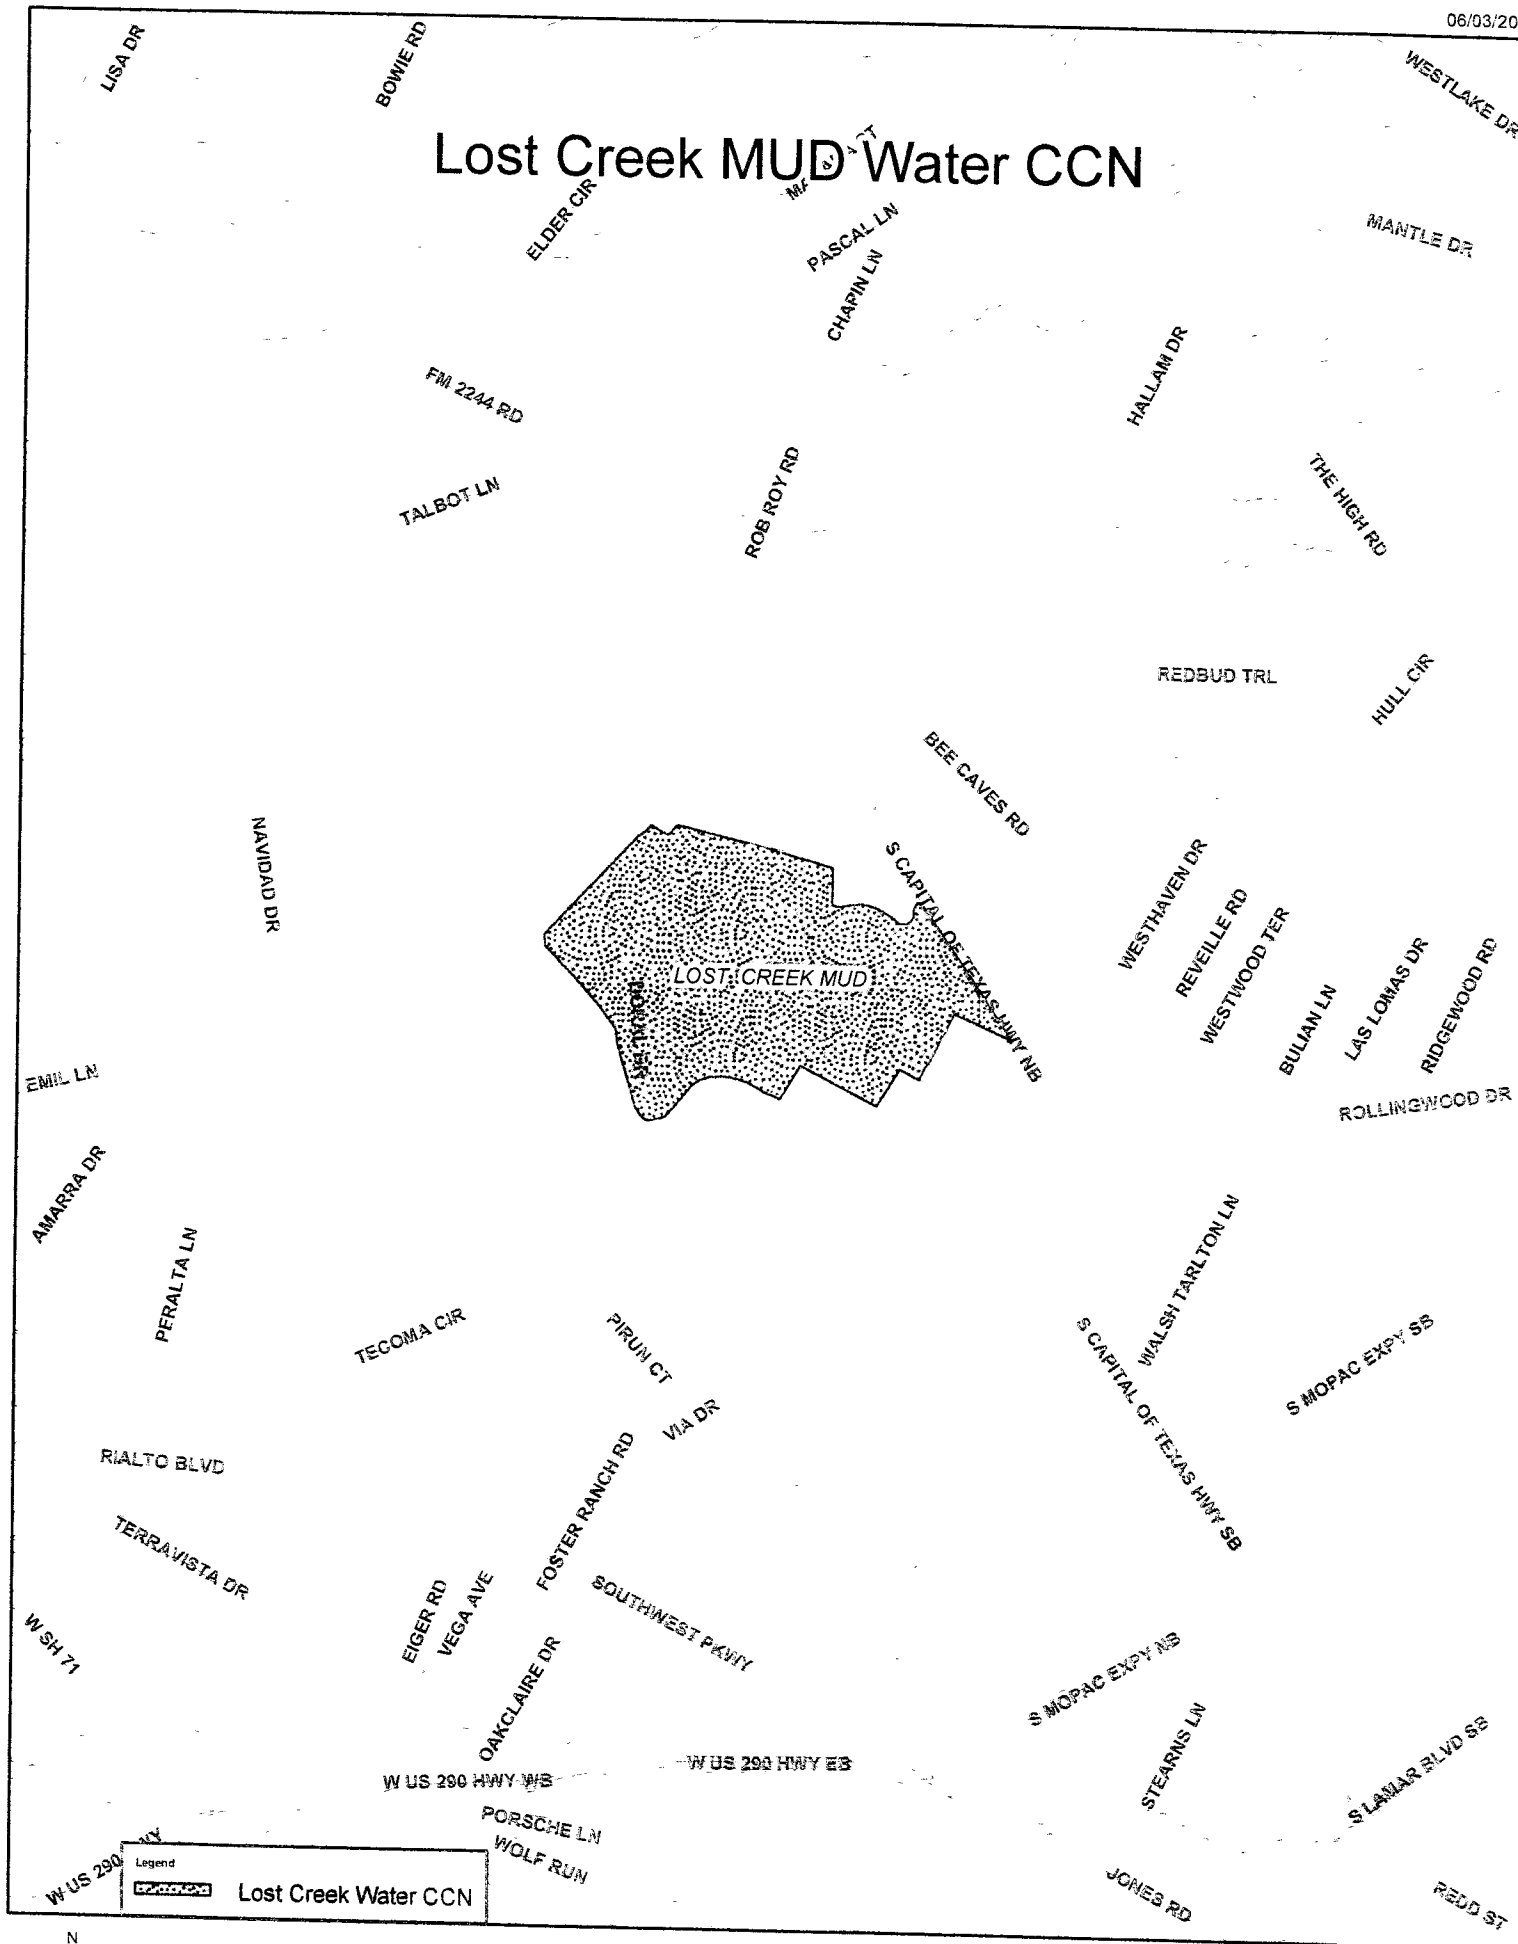 06/03/20
LISA DR
BOWIE RD
WESTLAKE DR
Lost Creek MUD Water CCN
ELDER CIR
PASCAL LN
MANTLE DR
CHAPIN LN
HALLAM DR
FM 2244 RD
TALBOT LN
ROB ROY RD
THE HIGH RD
REDBUD TRL
HULL CIR
BEE CAVES RD
NAVIDAD DR
S CAPITAL OF TEXAS HWY NB
WESTHAVEN DR
REVEILLE RD
WESTWOOD TER
LOST CREEK MUD
BULIAN LN
LAS LOMAS DR
RIDGEWOOD RD
EMIL LN
ROLLINGWOOD DR
AMARRA DR
PERALTA LN
TECOMA CIR
PIRUN CT
WALSH TARLTON LN
S CAPITAL OF TEXAS HWY SB
S MOPAC EXPY SB
VIA DR
RIALTO BLVD
FOSTER RANCH RD
TERRAVISTA DR
EIGER RD
VEGA AVE
SOUTHWEST PKWY
W SH 71
OAKCLAIRE DR
S MOPAC EXPY NB
STEARNS LN
S LAMAR BLVD SB
W US 290 HWY WB
W US 290 HWY EB
PORSCHE LN
WOLF RUN
W US 290
Legend
Lost Creek Water CCN
JONES RD
REDD ST
N